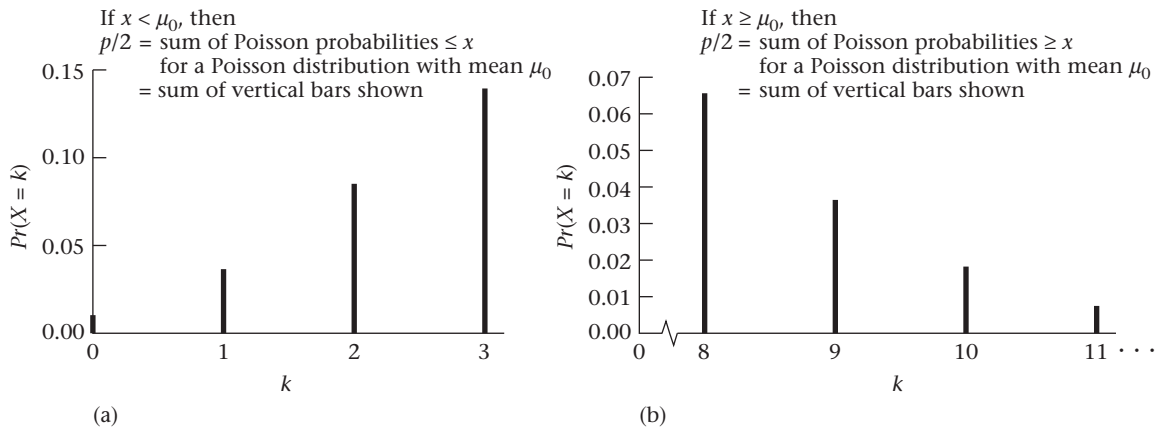 If x < μ₀, then
p/2 = sum of Poisson probabilities ≤ x
for a Poisson distribution with mean μ₀
= sum of vertical bars shown
0.15
0.10
0.05
0.00
Pr(X = k)
0 1 2 3
k
(a)
If x ≥ μ₀, then
p/2 = sum of Poisson probabilities ≥ x
for a Poisson distribution with mean μ₀
= sum of vertical bars shown
0.07
0.06
0.05
0.04
0.03
0.02
0.01
0.00
Pr(X = k)
0 8 9 10 11 · · ·
k
(b)